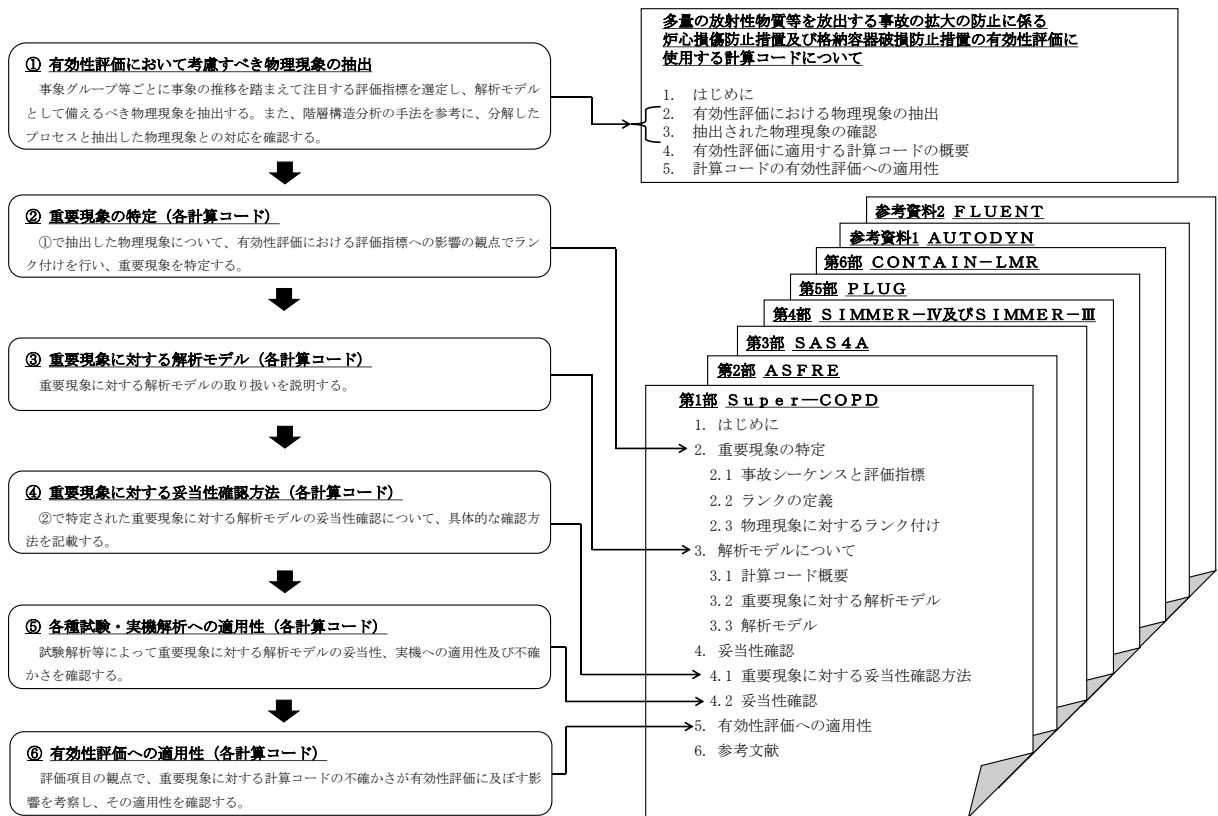 ① 有効性評価において考慮すべき物理現象の抽出
事象グループ等ごとに事象の推移を踏まえて注目する評価指標を選定し、解析モデル
として備えるべき物理現象を抽出する。また、階層構造分析の手法を参考に、分解した
プロセスと抽出した物理現象との対応を確認する。
② 重要現象の特定（各計算コード）
①で抽出した物理現象について、有効性評価における評価指標への影響の観点でラン
ク付けを行い、重要現象を特定する。
③ 重要現象に対する解析モデル（各計算コード）
重要現象に対する解析モデルの取り扱いを説明する。
④ 重要現象に対する妥当性確認方法（各計算コード）
②で特定された重要現象に対する解析モデルの妥当性確認について、具体的な確認方
法を記載する。
⑤ 各種試験・実機解析への適用性（各計算コード）
試験解析等によって重要現象に対する解析モデルの妥当性、実機への適用性及び不確
かさを確認する。
⑥ 有効性評価への適用性（各計算コード）
評価項目の観点で、重要現象に対する計算コードの不確かさが有効性評価に及ぼす影
響を考察し、その適用性を確認する。
多量の放射性物質等を放出する事故の拡大の防止に係る
炉心損傷防止措置及び格納容器破損防止措置の有効性評価に
使用する計算コードについて
1. はじめに
2. 有効性評価における物理現象の抽出
3. 抽出された物理現象の確認
4. 有効性評価に適用する計算コードの概要
5. 計算コードの有効性評価への適用性
参考資料2 ＦＬＵＥＮＴ
参考資料1 ＡＵＴＯＤＹＮ
第6部 ＣＯＮＴＡＩＮ－ＬＭＲ
第5部 ＰＬＵＧ
第4部 ＳＩＭＭＥＲ－Ⅳ及びＳＩＭＭＥＲ－Ⅲ
第3部 ＳＡＳ４Ａ
第2部 ＡＳＦＲＥ
第1部 Ｓｕｐｅｒ―ＣＯＰＤ
1. はじめに
2. 重要現象の特定
2.1 事故シーケンスと評価指標
2.2 ランクの定義
2.3 物理現象に対するランク付け
3. 解析モデルについて
3.1 計算コード概要
3.2 重要現象に対する解析モデル
3.3 解析モデル
4. 妥当性確認
4.1 重要現象に対する妥当性確認方法
4.2 妥当性確認
5. 有効性評価への適用性
6. 参考文献